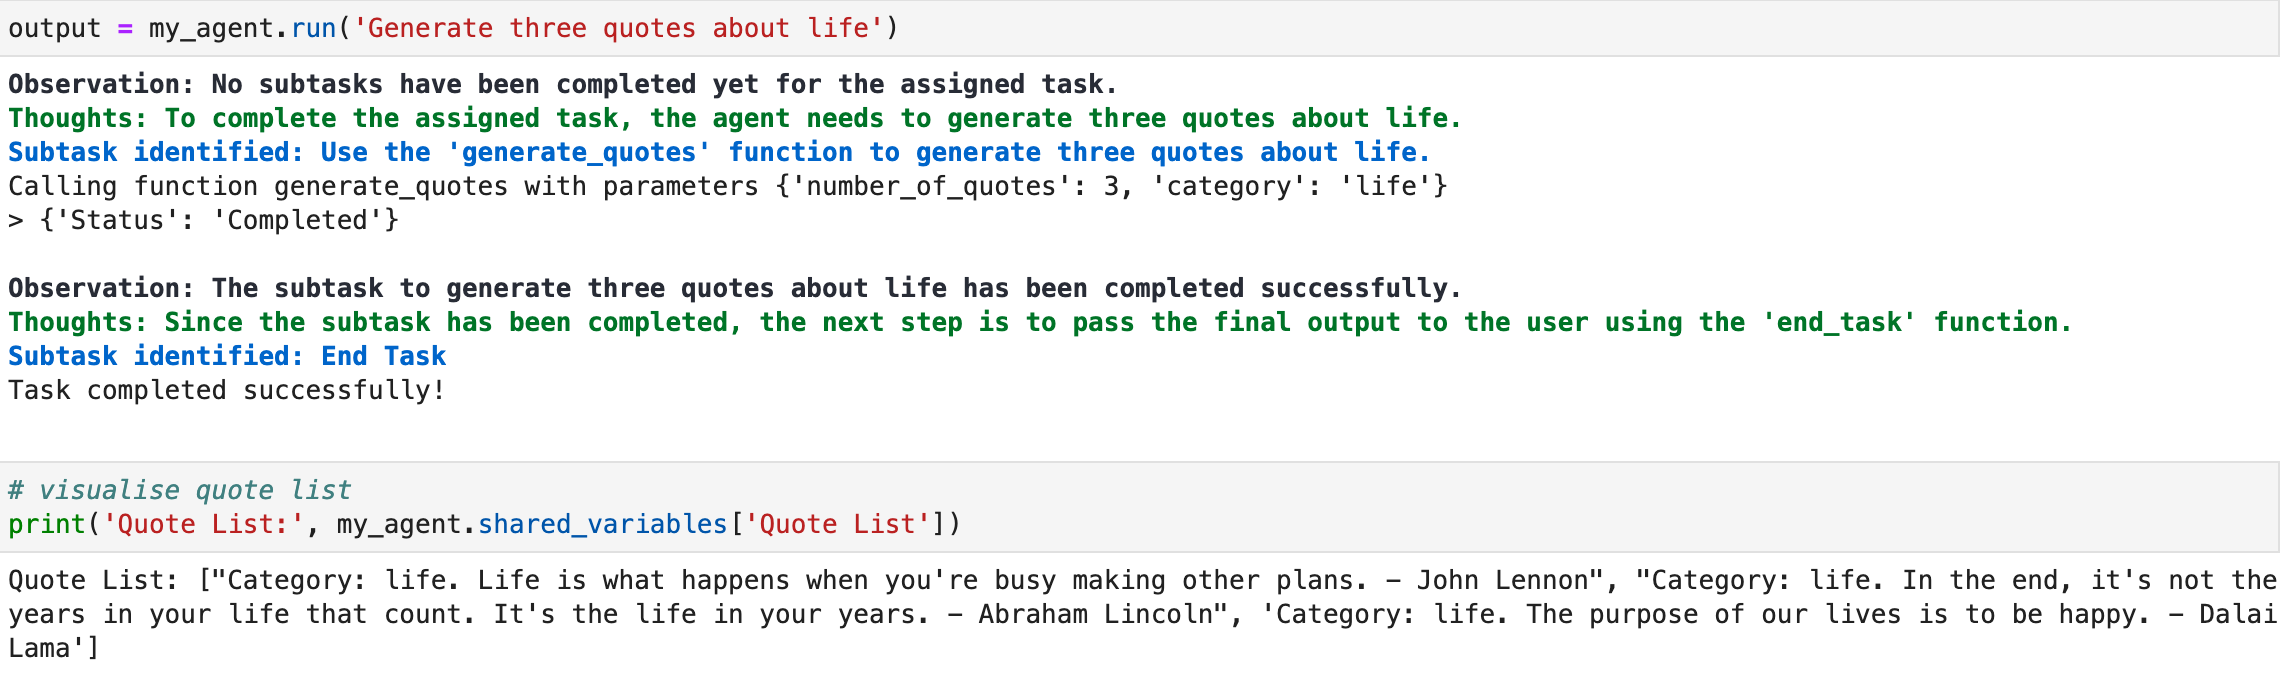 output = my_agent.run('Generate three quotes about life')
Observation: No subtasks have been completed yet for the assigned task.
Thoughts: To complete the assigned task, the agent needs to generate three quotes about life.
Subtask identified: Use the 'generate_quotes' function to generate three quotes about life.
Calling function generate_quotes with parameters {'number_of_quotes': 3, 'category': 'life'}
> {'Status': 'Completed'}
Observation: The subtask to generate three quotes about life has been completed successfully.
Thoughts: Since the subtask has been completed, the next step is to pass the final output to the user using the 'end_task' function.
Subtask identified: End Task
Task completed successfully!
# visualise quote list
print('Quote List:', my_agent.shared_variables['Quote List'])
Quote List: ["Category: life. Life is what happens when you're busy making other plans. – John Lennon", "Category: life. In the end, it's not the
years in your life that count. It's the life in your years. – Abraham Lincoln", 'Category: life. The purpose of our lives is to be happy. – Dalai
Lama']